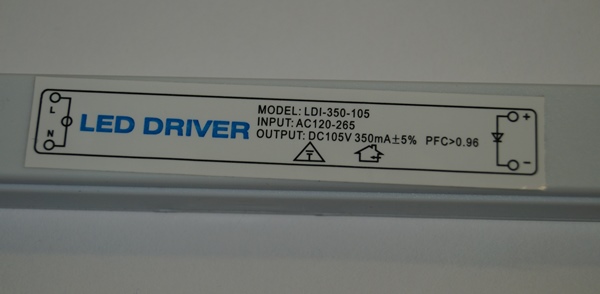 L
N
LED DRIVER
MODEL: LDI-350-105
INPUT: AC120-265
OUTPUT: DC105V 350mA±5% PFC>0.96
T
+
−